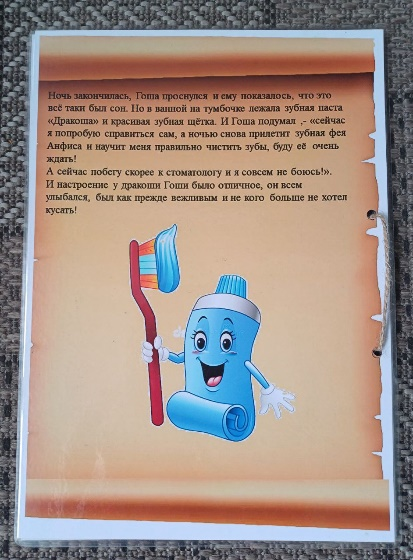 Ночь закончилась, Гоша проснулся и ему показалось, что это
всё таки был сон. Но в ванной на тумбочке лежала зубная паста
«Дракоша» и красивая зубная щётка. И Гоша подумал ,- «сейчас
я попробую справиться сам, а ночью снова прилетит зубная фея
Анфиса и научит меня правильно чистить зубы, буду её очень
ждать!
А сейчас побегу скорее к стоматологу и я совсем не боюсь!».
И настроение у дракоши Гоши было отличное, он всем
улыбался, был как прежде вежливым и не кого больше не хотел
кусать!